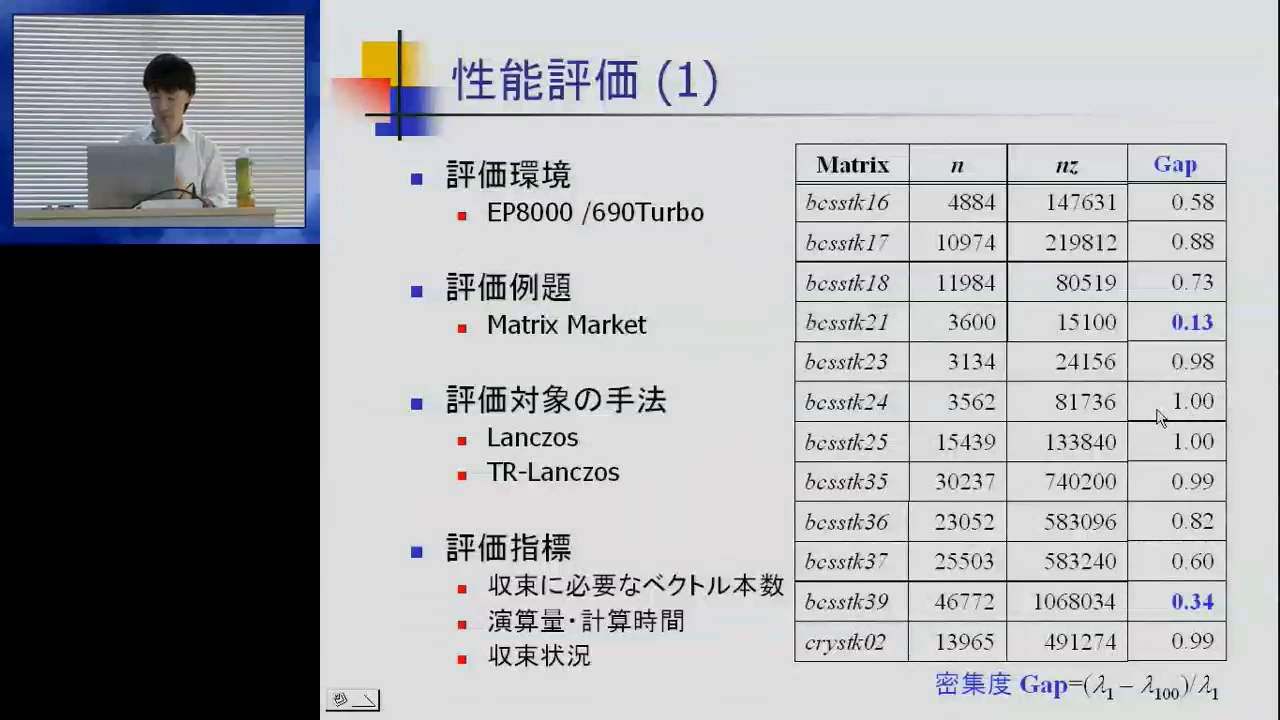 性能評価 (1)
評価環境
EP8000 /690Turbo
評価例題
Matrix Market
評価対象の手法
Lanczos
TR-Lanczos
評価指標
収束に必要なベクトル本数
演算量・計算時間
収束状況
Matrix n nz Gap
bcsstk16 4884 147631 0.58
bcsstk17 10974 219812 0.88
bcsstk18 11984 80519 0.73
bcsstk21 3600 15100 0.13
bcsstk23 3134 24156 0.98
bcsstk24 3562 81736 1.00
bcsstk25 15439 133840 1.00
bcsstk35 30237 740200 0.99
bcsstk36 23052 583096 0.82
bcsstk37 25503 583240 0.60
bcsstk39 46772 1068034 0.34
crystk02 13965 491274 0.99
密集度 Gap=(λ1 – λ100)/λ1